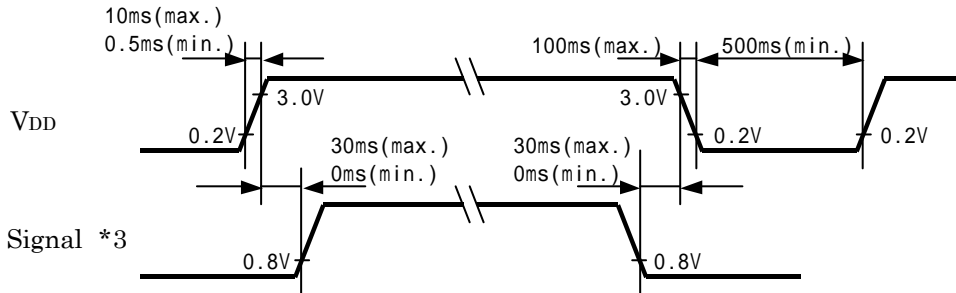 10ms(max.)
0.5ms(min.)
100ms(max.)
500ms(min.)
VDD
3.0V
3.0V
0.2V
0.2V
0.2V
30ms(max.)
0ms(min.)
30ms(max.)
0ms(min.)
Signal *3
0.8V
0.8V